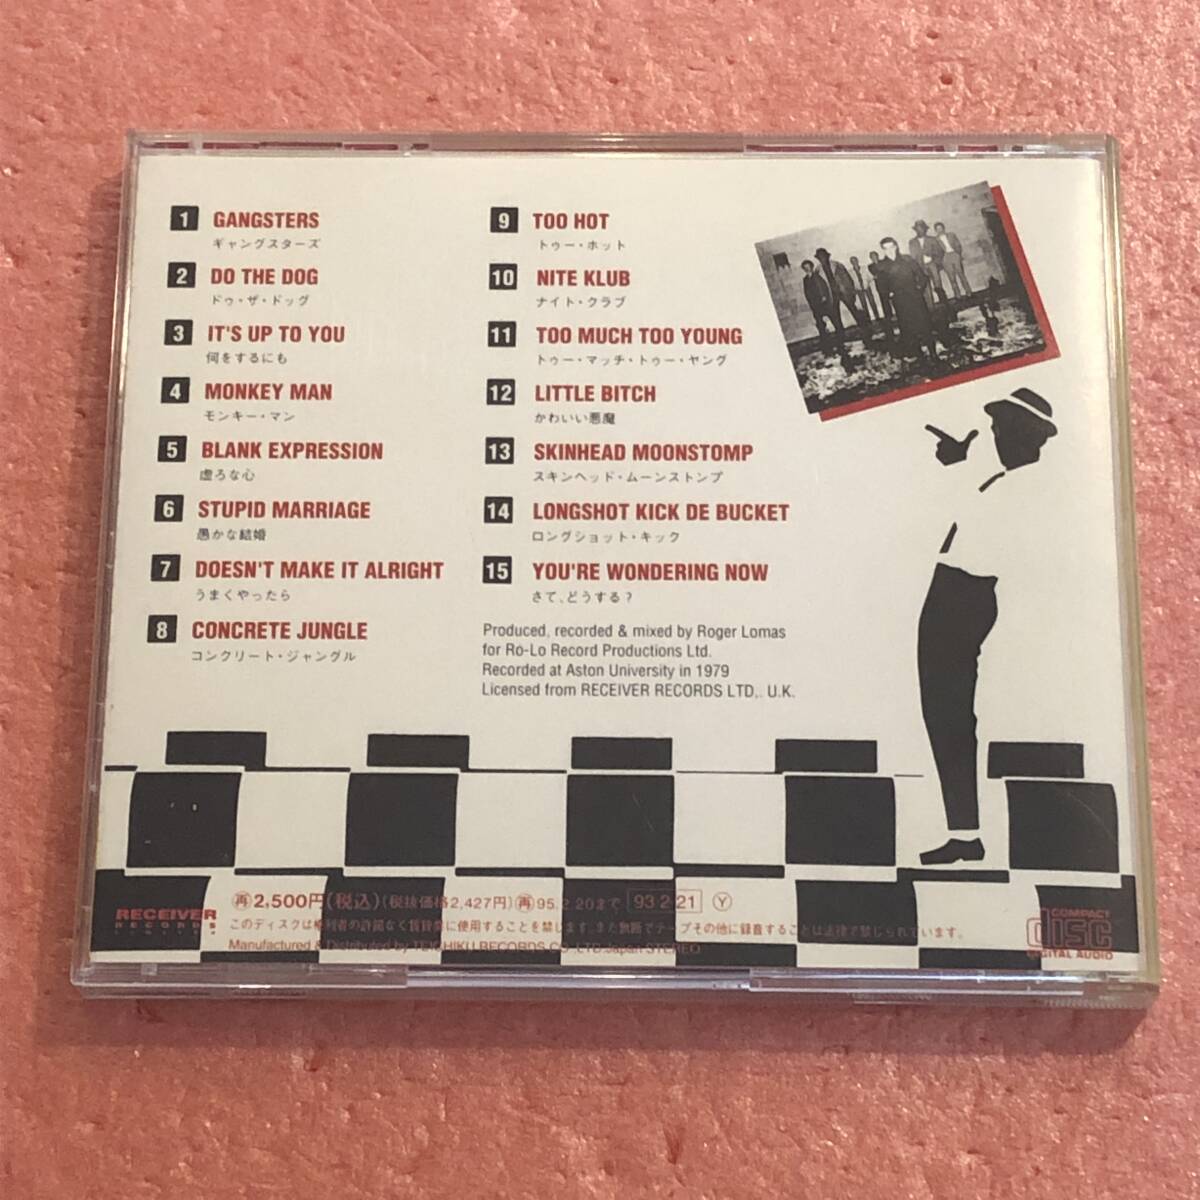 1 GANGSTERS
ギャングスターズ
2 DO THE DOG
ドゥ・ザ・ドッグ
3 IT'S UP TO YOU
何をするにも
4 MONKEY MAN
モンキー・マン
5 BLANK EXPRESSION
虚ろな心
6 STUPID MARRIAGE
愚かな結婚
7 DOESN'T MAKE IT ALRIGHT
うまくやったら
8 CONCRETE JUNGLE
コンクリート・ジャングル
9 TOO HOT
トゥー・ホット
10 NITE KLUB
ナイト・クラブ
11 TOO MUCH TOO YOUNG
トゥー・マッチ・トゥー・ヤング
12 LITTLE BITCH
かわいい悪魔
13 SKINHEAD MOONSTOMP
スキンヘッド・ムーンストンプ
14 LONGSHOT KICK DE BUCKET
ロングショット・キック
15 YOU'RE WONDERING NOW
さて、どうする?
Produced, recorded & mixed by Roger Lomas
for Ro-Lo Record Productions Ltd.
Recorded at Aston University in 1979
Licensed from RECEIVER RECORDS LTD,. U.K.
再 2,500円(税込)(税抜価格2,427円) 再 95.2.20まで 93.2.21 Y
このディスクは権利者の許諾なく賃貸業に使用することを禁じます。また無断でテープその他に録音することは法律で禁じられています。
Manufactured & Distributed by TEICHIKU RECORDS CO.,LTD.Japan STEREO
RECEIVER
RECORDS
LIMITED
COMPACT
disc
DIGITAL AUDIO